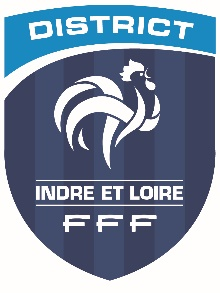 DISTRICT
INDRE ET LOIRE
FFF